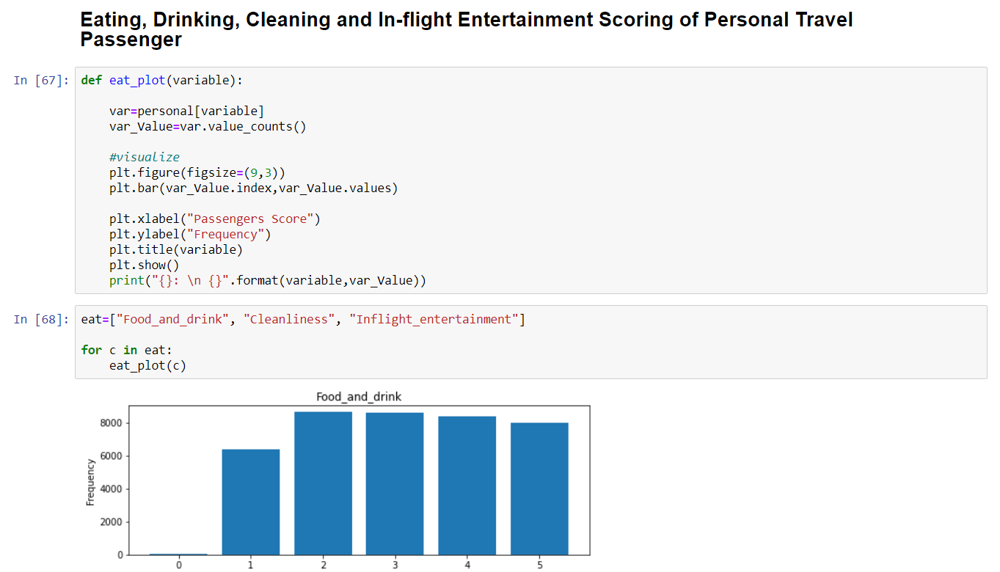 Eating, Drinking, Cleaning and In-flight Entertainment Scoring of Personal Travel
Passenger
In [67]: def eat_plot(variable):
var=personal[variable]
var_Value=var.value_counts()
#visualize
plt.figure(figsize=(9,3))
plt.bar(var_Value.index,var_Value.values)
plt.xlabel("Passengers Score")
plt.ylabel("Frequency")
plt.title(variable)
plt.show()
print("{}: \n {}".format(variable,var_Value))
In [68]: eat=["Food_and_drink", "Cleanliness", "Inflight_entertainment"]
for c in eat:
eat_plot(c)
Food_and_drink
8000
6000
4000
2000
0
Frequency
0 1 2 3 4 5